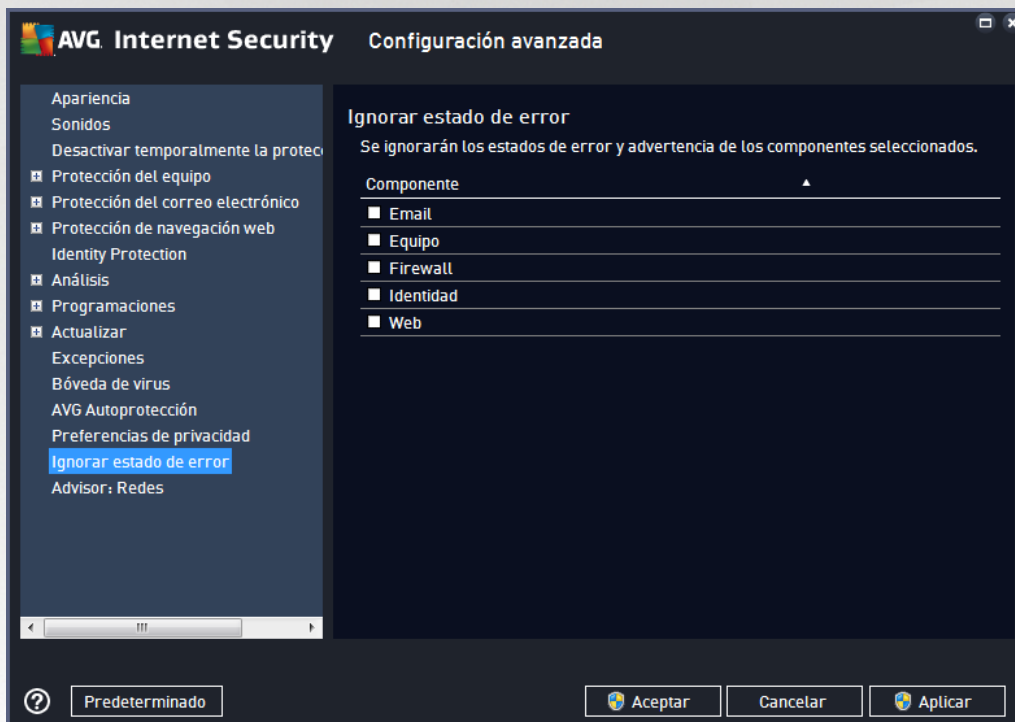 AVG. Internet Security Configuración avanzada
Apariencia
Sonidos
Desactivar temporalmente la protec
Protección del equipo
Protección del correo electrónico
Protección de navegación web
Identity Protection
Análisis
Programaciones
Actualizar
Excepciones
Bóveda de virus
AVG Autoprotección
Preferencias de privacidad
Ignorar estado de error
Advisor: Redes
Ignorar estado de error
Se ignorarán los estados de error y advertencia de los componentes seleccionados.
Componente
Email
Equipo
Firewall
Identidad
Web
Predeterminado
Aceptar
Cancelar
Aplicar